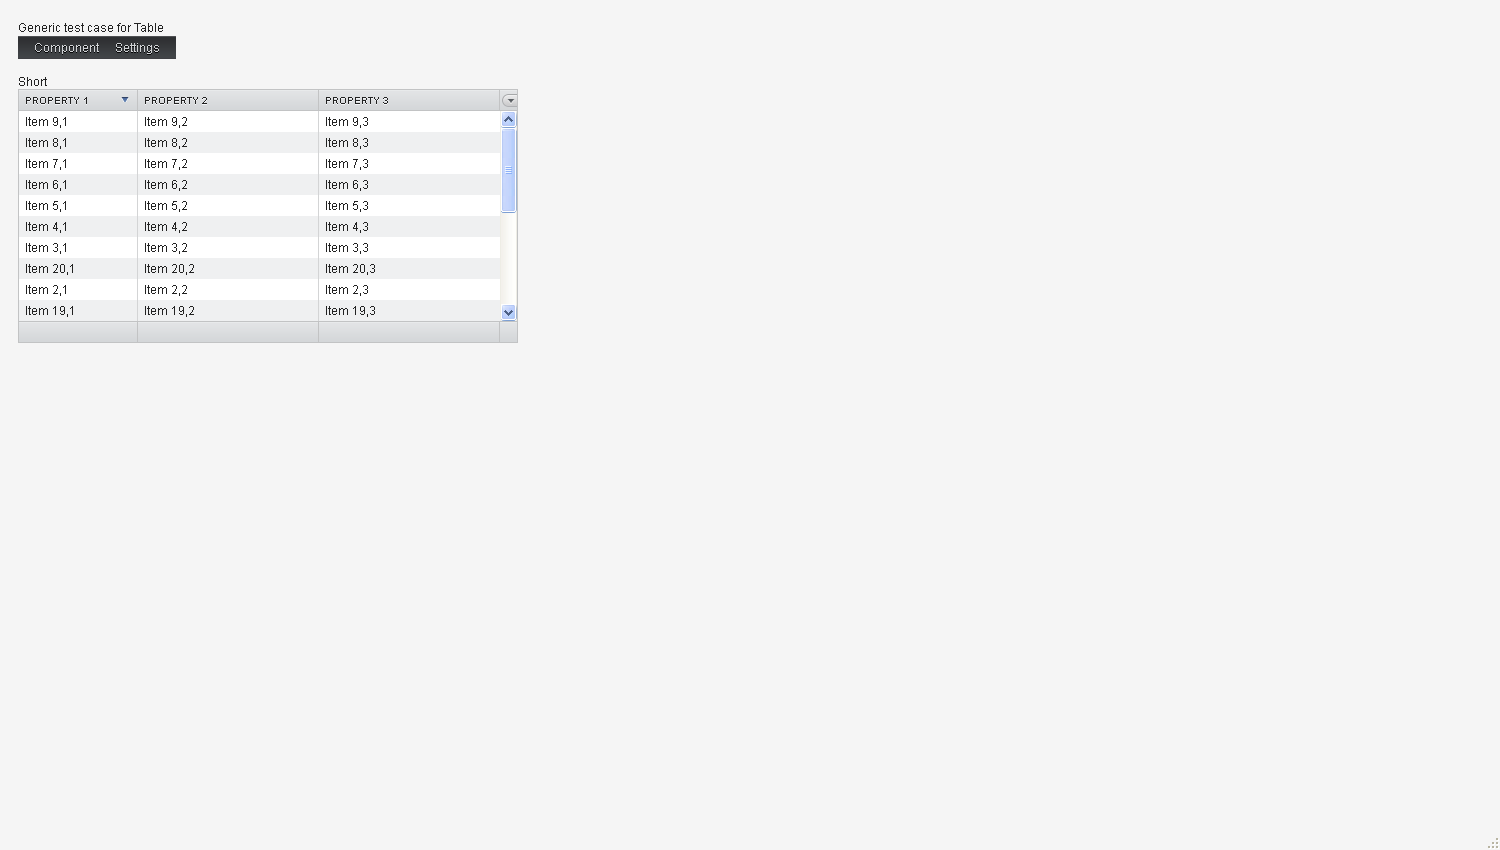 Generic test case for Table
Component Settings
Short
PROPERTY 1 PROPERTY 2 PROPERTY 3
Item 9,1 Item 9,2 Item 9,3
Item 8,1 Item 8,2 Item 8,3
Item 7,1 Item 7,2 Item 7,3
Item 6,1 Item 6,2 Item 6,3
Item 5,1 Item 5,2 Item 5,3
Item 4,1 Item 4,2 Item 4,3
Item 3,1 Item 3,2 Item 3,3
Item 20,1 Item 20,2 Item 20,3
Item 2,1 Item 2,2 Item 2,3
Item 19,1 Item 19,2 Item 19,3